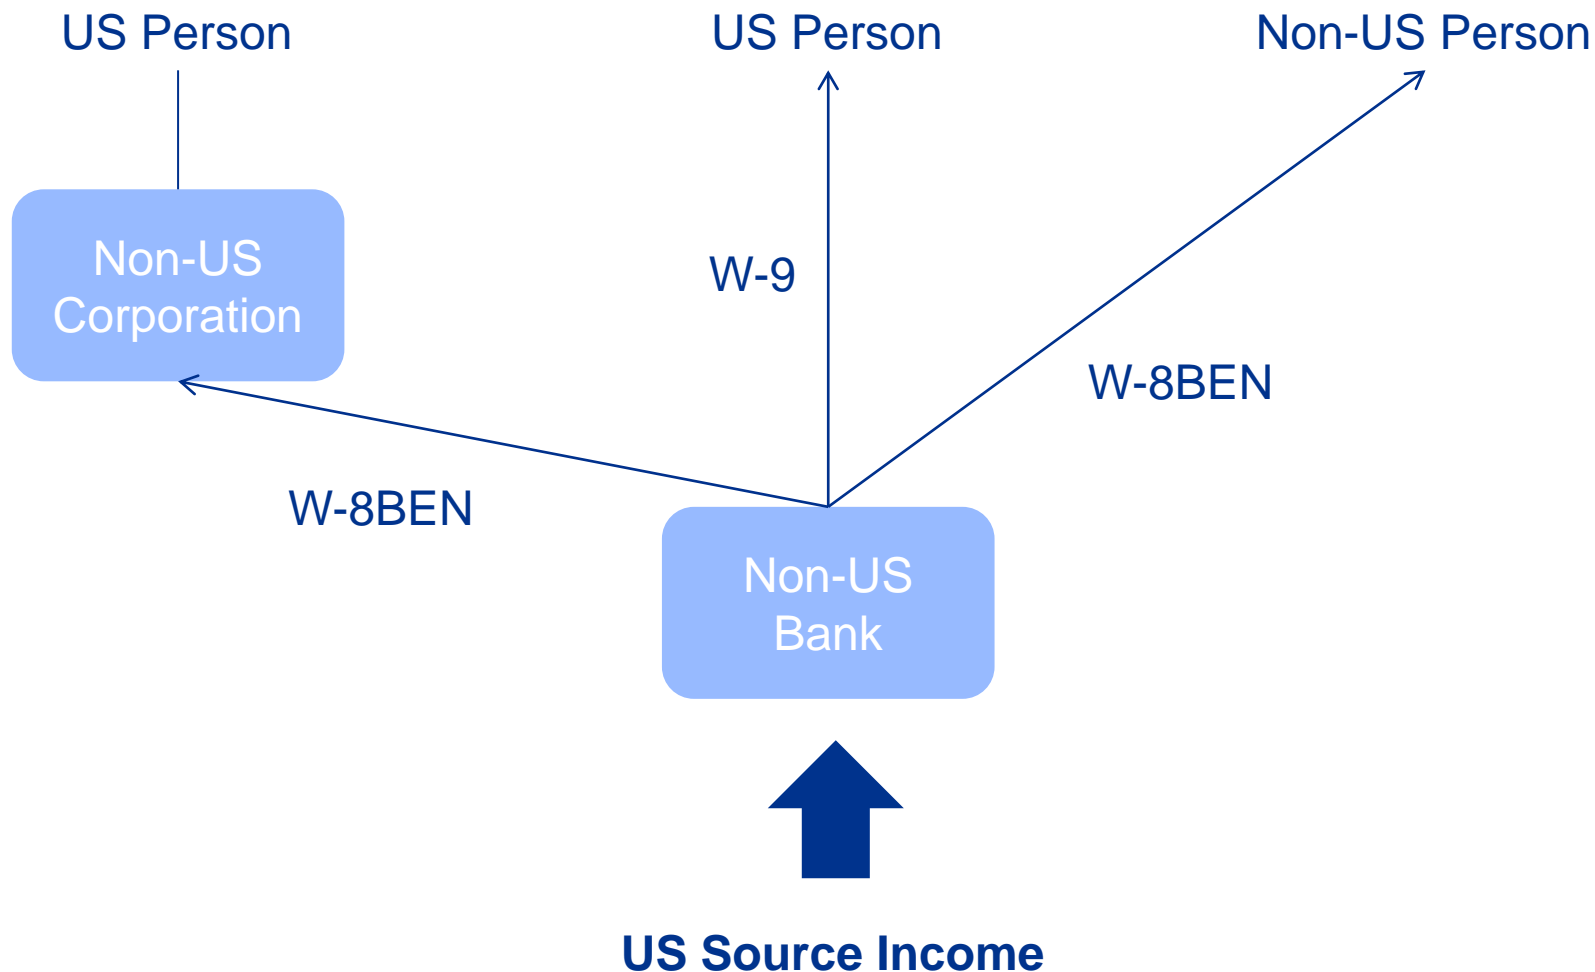 US Person
US Person
Non-US Person
Non-US
Corporation
W-9
W-8BEN
W-8BEN
Non-US
Bank
US Source Income